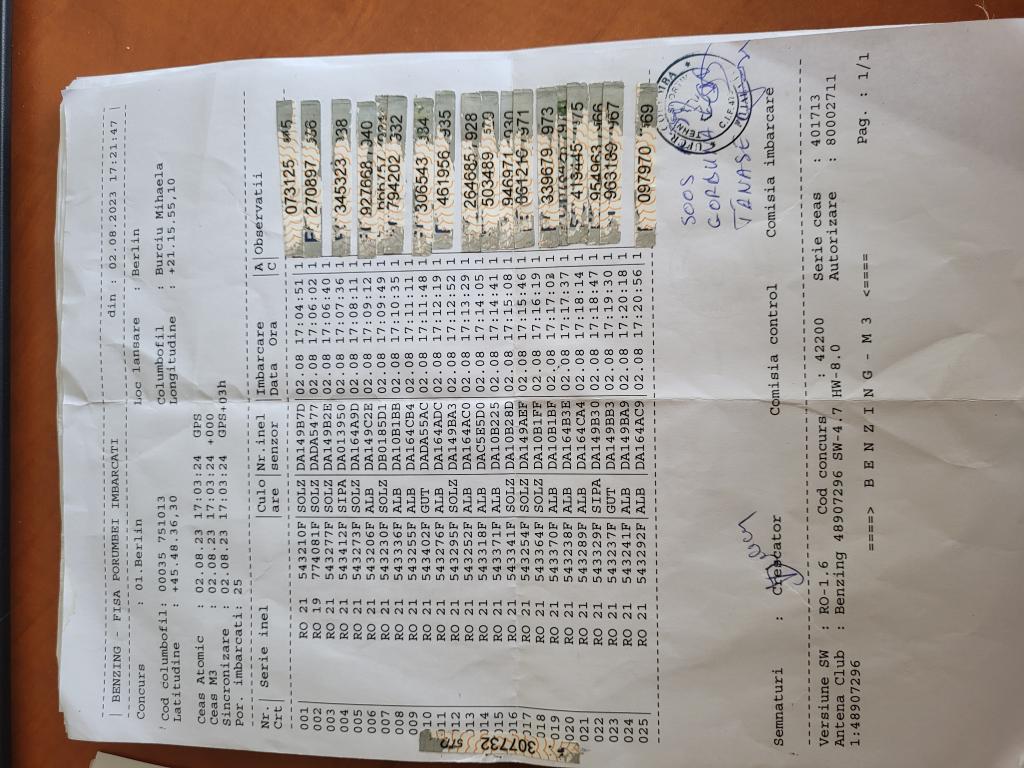 | BENZING - FISA PORUMBEI IMBARCATI din : 02.08.2023 17:21:47 |
Concurs : 01.Berlin Loc lansare : Berlin
Cod columbofil: 00035 751013 Columbofil : Burciu Mihaela
Latitudine : +45.48.36,30 Longitudine : +21.15.55,10
Ceas Atomic : 02.08.23 17:03:24 GPS
Ceas M3 : 02.08.23 17:03:24 +000
Sincronizare : 02.08.23 17:03:24 GPS+03h
Por. imbarcati: 25
Nr. | Serie inel |Culo|Nr.inel |Imbarcare |A|Observatii
Crt | |are |senzor |Data Ora |C|
001| RO 21 543210F|SOLZ|DA149B7D|02.08 17:04:51|1| 073125
002| RO 19 774081F|SOLZ|DADA5477|02.08 17:06:02|1| 270897
003| RO 21 543277F|SOLZ|DA149B2E|02.08 17:06:40|1|
004| RO 21 543412F|SIPA|DA013950|02.08 17:07:36|1| 345323 338
005| RO 21 543273F|SOLZ|DA164A9D|02.08 17:08:11|1|
006| RO 21 543206F|ALB |DA149C2E|02.08 17:09:12|1| 927668 340
007| RO 21 543230F|SOLZ|DB0185D1|02.08 17:09:49|1|
008| RO 21 543336F|ALB |DA10B1BB|02.08 17:10:35|1| 794202 532
009| RO 21 543255F|ALB |DA164CB4|02.08 17:11:11|1|
010| RO 21 543402F|GUT |DADA55AC|02.08 17:11:48|1| 306543 534
011| RO 21 543276F|ALB |DA164ADC|02.08 17:12:19|1| 461956 535
012| RO 21 543295F|SOLZ|DA149BA3|02.08 17:12:52|1|
013| RO 21 543252F|ALB |DA164AC0|02.08 17:13:29|1| 264685 928
014| RO 21 543318F|ALB |DAC5E5D0|02.08 17:14:05|1| 503489
015| RO 21 543371F|ALB |DA10B225|02.08 17:14:41|1| 946971 930
016| RO 21 543341F|SOLZ|DA10B28D|02.08 17:15:08|1| 661216 971
017| RO 21 543254F|SOLZ|DA149AEF|02.08 17:15:46|1|
018| RO 21 543364F|SOLZ|DA10B1FF|02.08 17:16:19|1| 339679 973
019| RO 21 543370F|ALB |DA10B1BF|02.08 17:17:02|1|
020| RO 21 543238F|ALB |DA164B3E|02.08 17:17:37|1| 419445
021| RO 21 543289F|ALB |DA164CA4|02.08 17:18:14|1|
022| RO 21 543329F|SIPA|DA149B30|02.08 17:18:47|1| 954963
023| RO 21 543237F|GUT |DA149BB3|02.08 17:19:30|1| 963189
024| RO 21 543241F|ALB |DA149BA9|02.08 17:20:18|1|
025| RO 21 543292F|ALB |DA164AC9|02.08 17:20:56|1| 097970
307732 570
SOOS
GORBU
TANASE
Semnaturi : Crescator Comisia control Comisia imbarcare
Versiune SW : RO-1.6 Cod concurs : 42200 Serie ceas : 401713
Antena Club : Benzing 48907296 SW-4.7 HW-8.0 Autorizare : 80002711
1:48907296
====> B E N Z I N G - M 3 <==== Pag. : 1/1